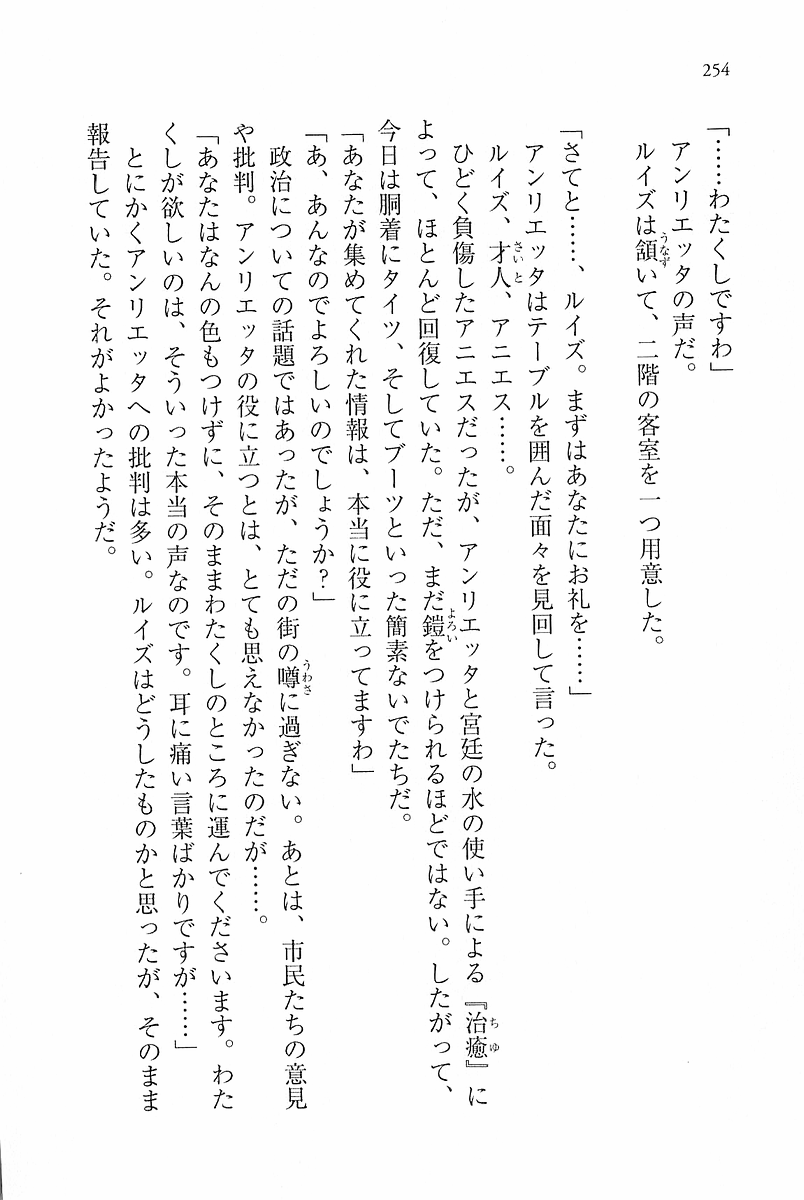 254
「……わたくしですわ」
アンリエッタの声だ。
ルイズは頷いて、二階の客室を一つ用意した。
「さてと……、ルイズ。まずはあなたにお礼を……」
アンリエッタはテーブルを囲んだ面々を見回して言った。
ルイズ、才人、アニエス……。
ひどく負傷したアニエスだったが、アンリエッタと宮廷の水の使い手による『治癒』に
よって、ほとんど回復していた。ただ、まだ鎧をつけられるほどではない。したがって、
今日は胴着にタイツ、そしてブーツといった簡素ないでたちだ。
「あなたが集めてくれた情報は、本当に役に立ってますわ」
「あ、あんなのでよろしいのでしょうか?」
政治についての話題ではあったが、ただの街の噂に過ぎない。あとは、市民たちの意見
や批判。アンリエッタの役に立つとは、とても思えなかったのだが……。
「あなたはなんの色もつけずに、そのままわたくしのところに運んでくださいます。わた
くしが欲しいのは、そういった本当の声なのです。耳に痛い言葉ばかりですが……」
とにかくアンリエッタへの批判は多い。ルイズはどうしたものかと思ったが、そのまま
報告していた。それがよかったようだ。